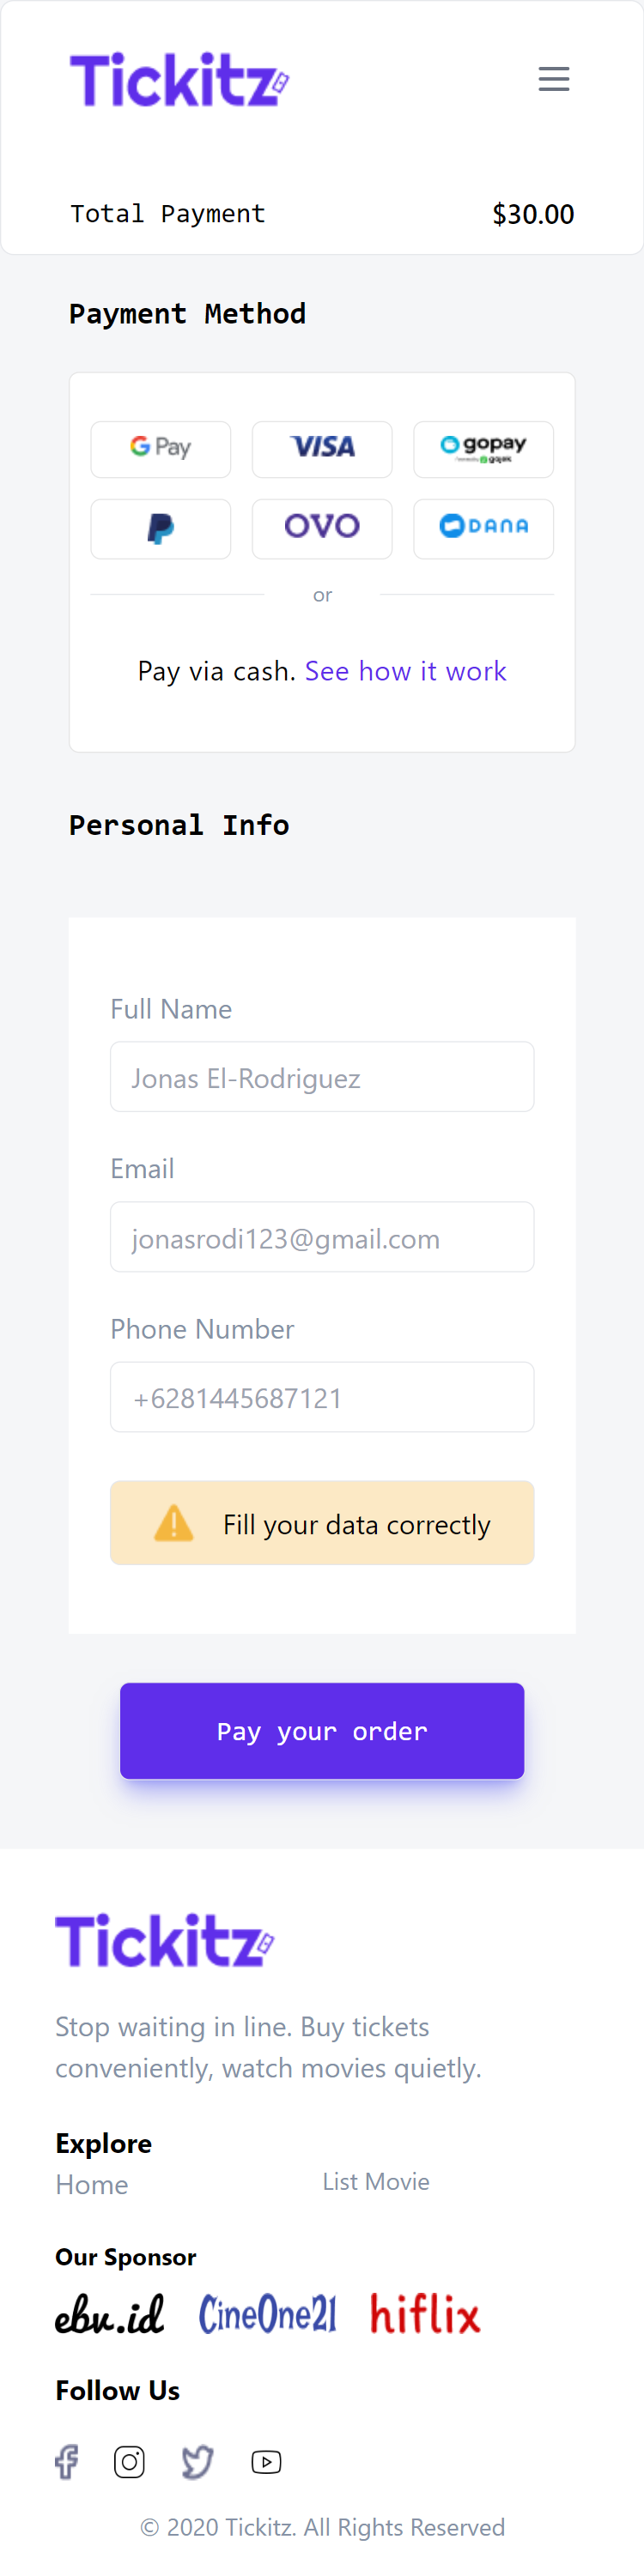 Tickitz
Total Payment $30.00
Payment Method
G Pay VISA gopay
gojek
OVO DANA
or
Pay via cash. See how it work
Personal Info
Full Name
Jonas El-Rodriguez
Email
jonasrodi123@gmail.com
Phone Number
+6281445687121
Fill your data correctly
Pay your order
Tickitz
Stop waiting in line. Buy tickets
conveniently, watch movies quietly.
Explore
Home List Movie
Our Sponsor
ebv.id CineOne21 hiflix
Follow Us
© 2020 Tickitz. All Rights Reserved